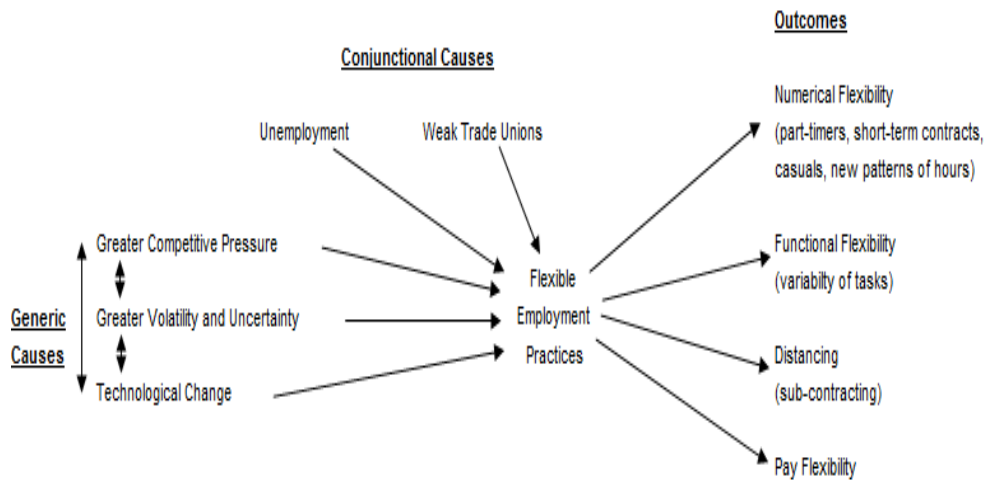 Outcomes
Conjunctional Causes
Numerical Flexibility
(part-timers, short-term contracts,
casuals, new patterns of hours)
Unemployment
Weak Trade Unions
Greater Competitive Pressure
Functional Flexibility
(variabilty of tasks)
Flexible
Employment
Practices
Generic
Causes
Greater Volatility and Uncertainty
Technological Change
Distancing
(sub-contracting)
Pay Flexibility